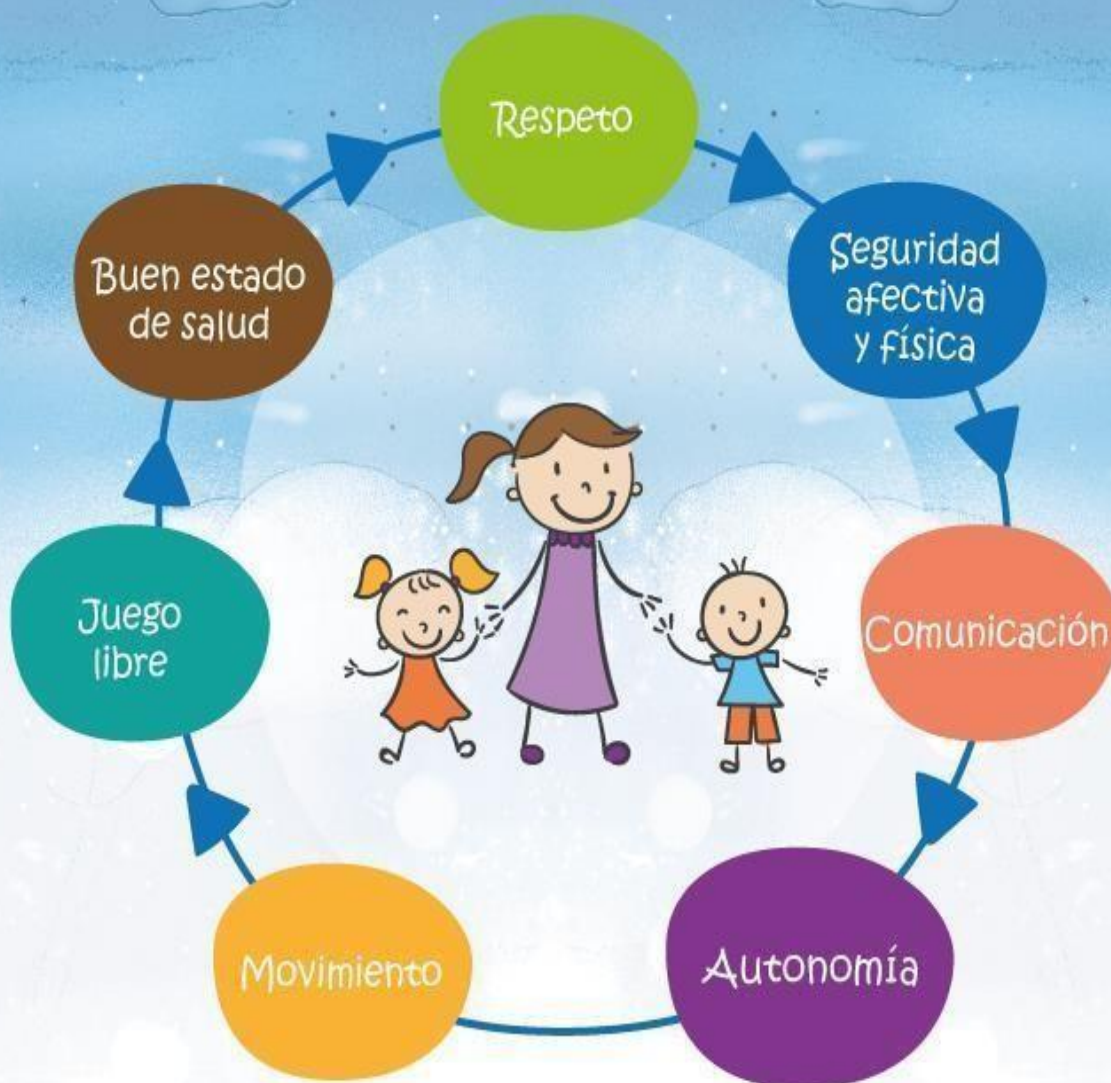 Respeto
Seguridad
afectiva
y física
Comunicación
Autonomía
Movimiento
Juego
libre
Buen estado
de salud